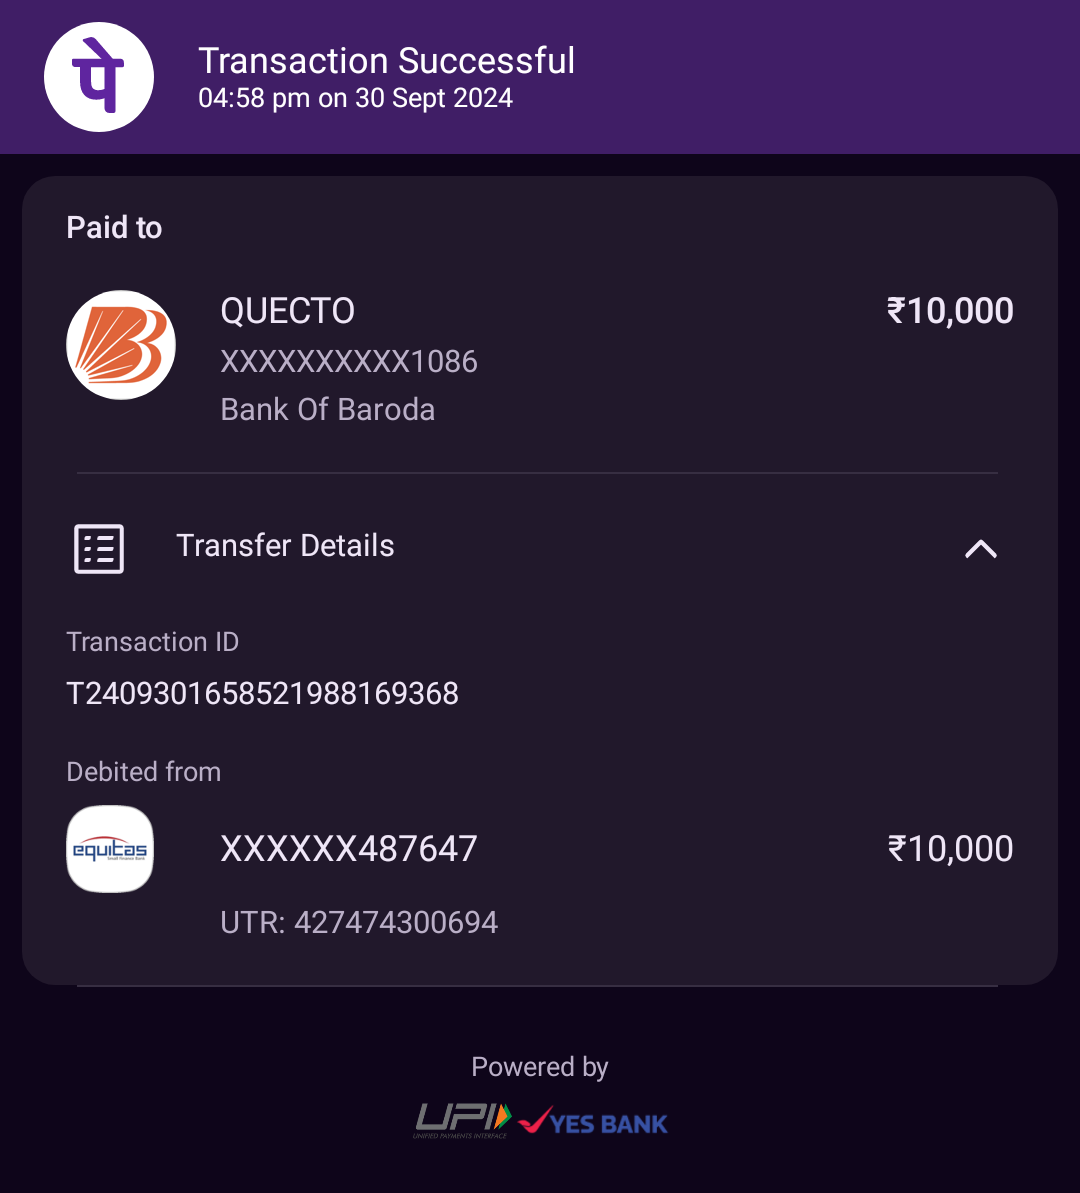 पे
Transaction Successful
04:58 pm on 30 Sept 2024
Paid to
QUECTO
₹10,000
XXXXXXXXXX1086
Bank Of Baroda
Transfer Details
Transaction ID
T2409301658521988169368
Debited from
equitas
Small Finance Bank
XXXXXX487647
₹10,000
UTR: 427474300694
Powered by
UPI
UNIFIED PAYMENTS INTERFACE
YES BANK